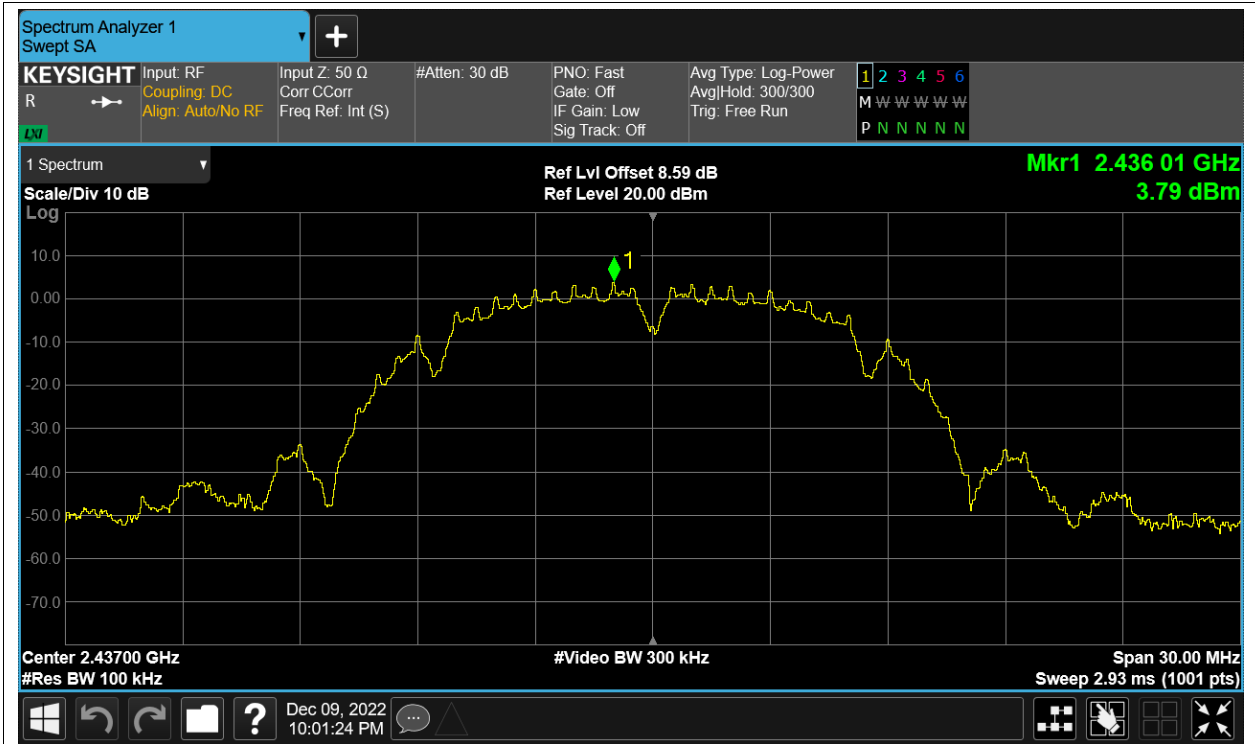 Spectrum Analyzer 1
Swept SA
+
KEYSIGHT Input: RF Input Z: 50 Ω #Atten: 30 dB PNO: Fast Avg Type: Log-Power 1 2 3 4 5 6
R Coupling: DC Corr CCorr Gate: Off Avg|Hold: 300/300 M W W W W W
Align: Auto/No RF Freq Ref: Int (S) IF Gain: Low Trig: Free Run
LXI Sig Track: Off P N N N N N
1 Spectrum
Ref Lvl Offset 8.59 dB
Mkr1 2.436 01 GHz
Scale/Div 10 dB
Ref Level 20.00 dBm
3.79 dBm
Log
1
10.0
0.00
-10.0
-20.0
-30.0
-40.0
-50.0
-60.0
-70.0
Center 2.43700 GHz
#Video BW 300 kHz
Span 30.00 MHz
#Res BW 100 kHz
Sweep 2.93 ms (1001 pts)
?
Dec 09, 2022
10:01:24 PM